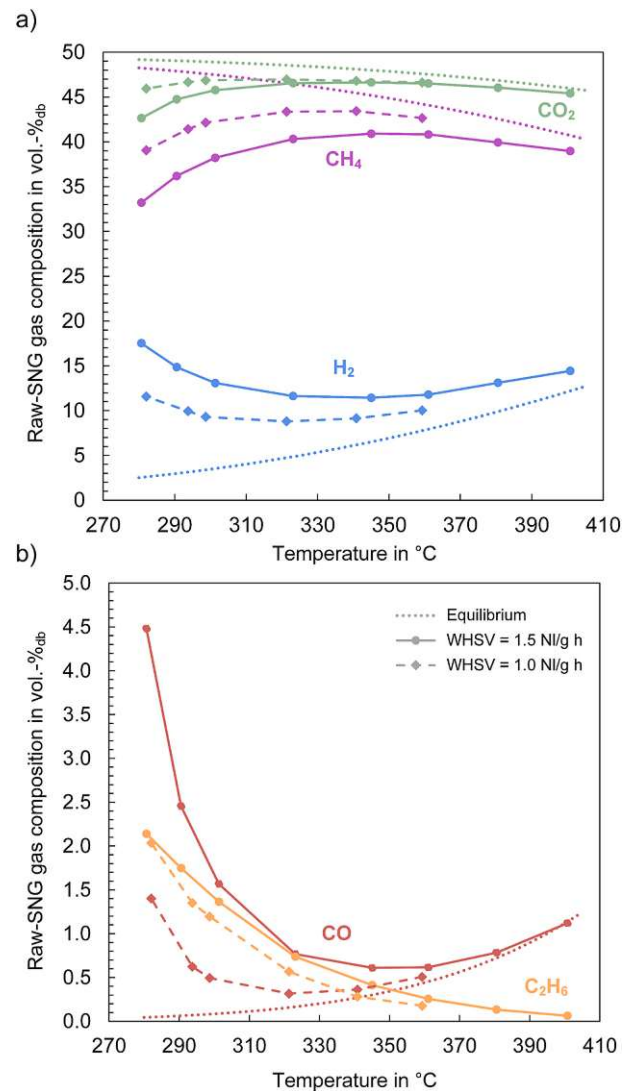 a)
Raw-SNG gas composition in vol.-%db
50
45
40
35
30
25
20
15
10
5
0
CO2
CH4
H2
270 290 310 330 350 370 390 410
Temperature in °C
b)
Raw-SNG gas composition in vol.-%db
5.0
4.5
4.0
3.5
3.0
2.5
2.0
1.5
1.0
0.5
0.0
Equilibrium
WHSV = 1.5 Nl/g h
WHSV = 1.0 Nl/g h
CO
C2H6
270 290 310 330 350 370 390 410
Temperature in °C